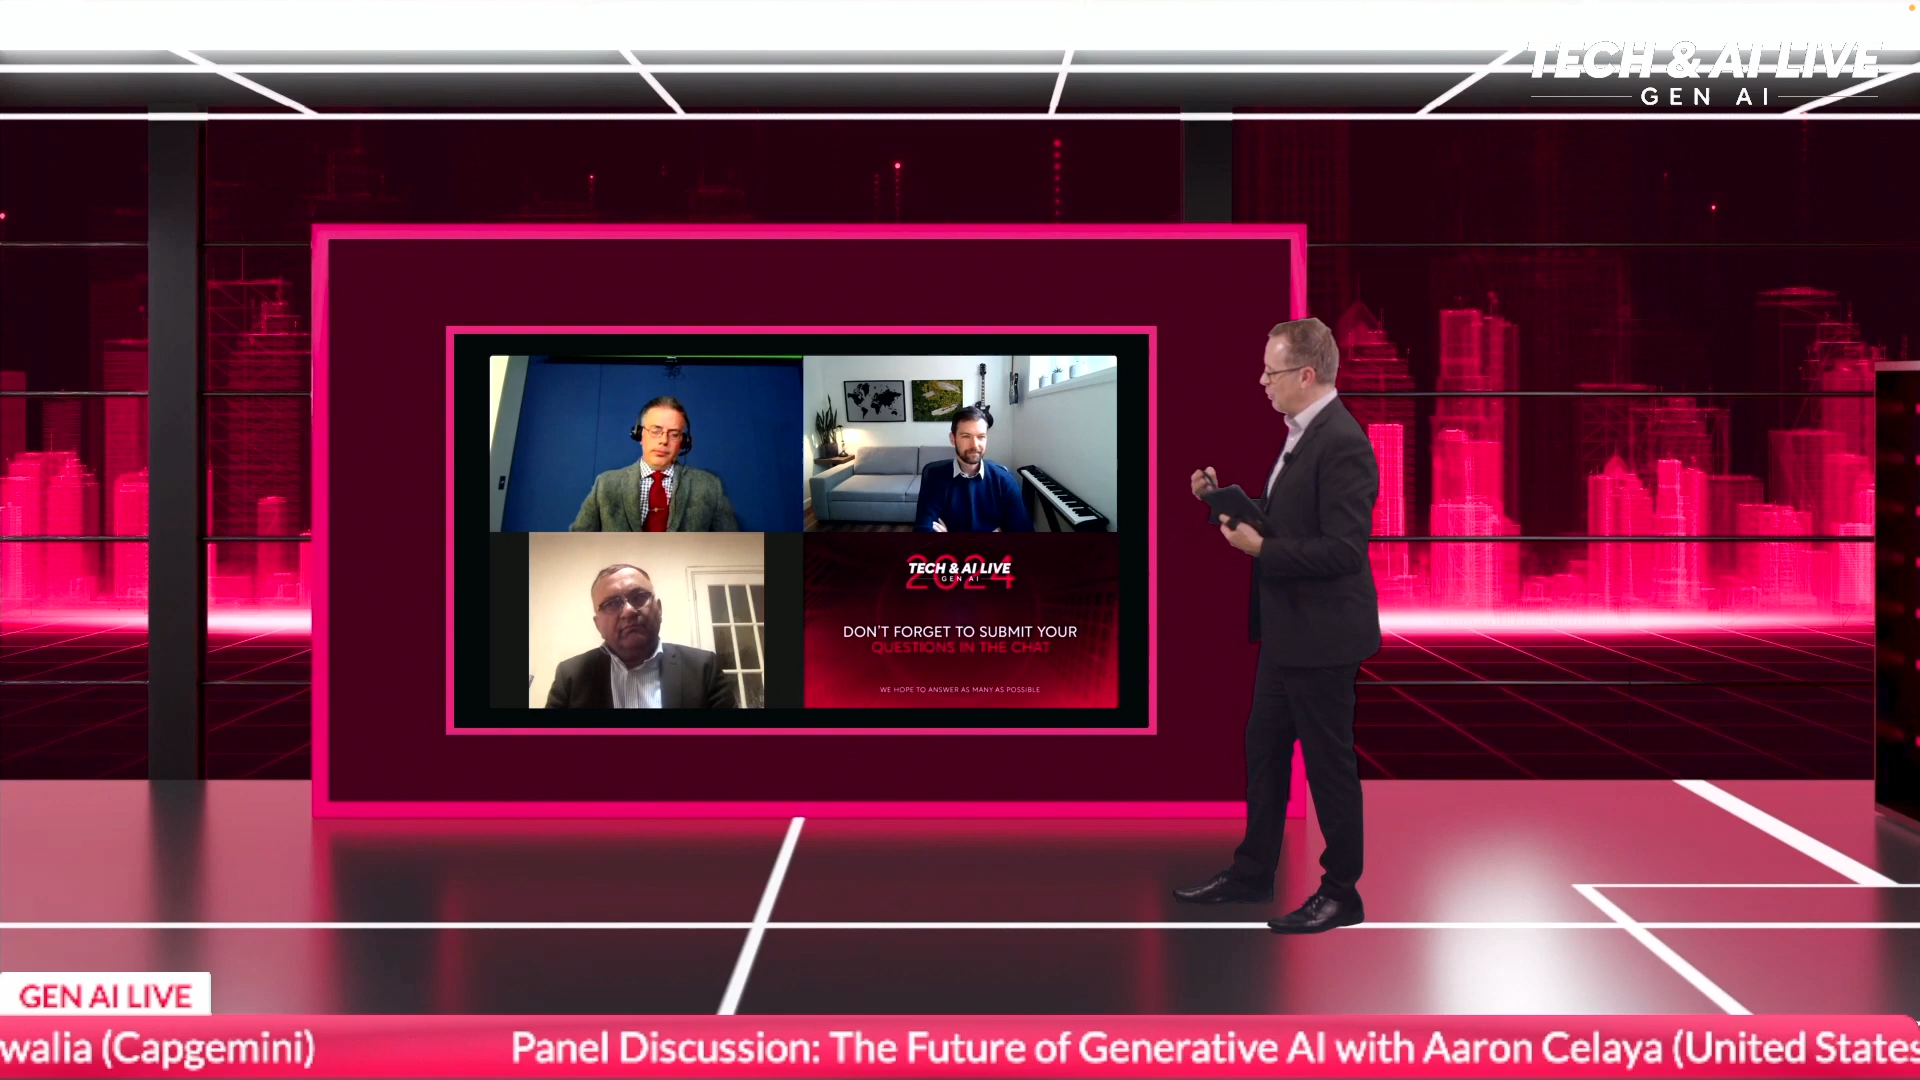 TECH & AI LIVE
GEN AI
2024
TECH & AI LIVE
GEN AI
DON'T FORGET TO SUBMIT YOUR
QUESTIONS IN THE CHAT
WE HOPE TO ANSWER AS MANY AS POSSIBLE
GEN AI LIVE
walia (Capgemini) Panel Discussion: The Future of Generative AI with Aaron Celaya (United States